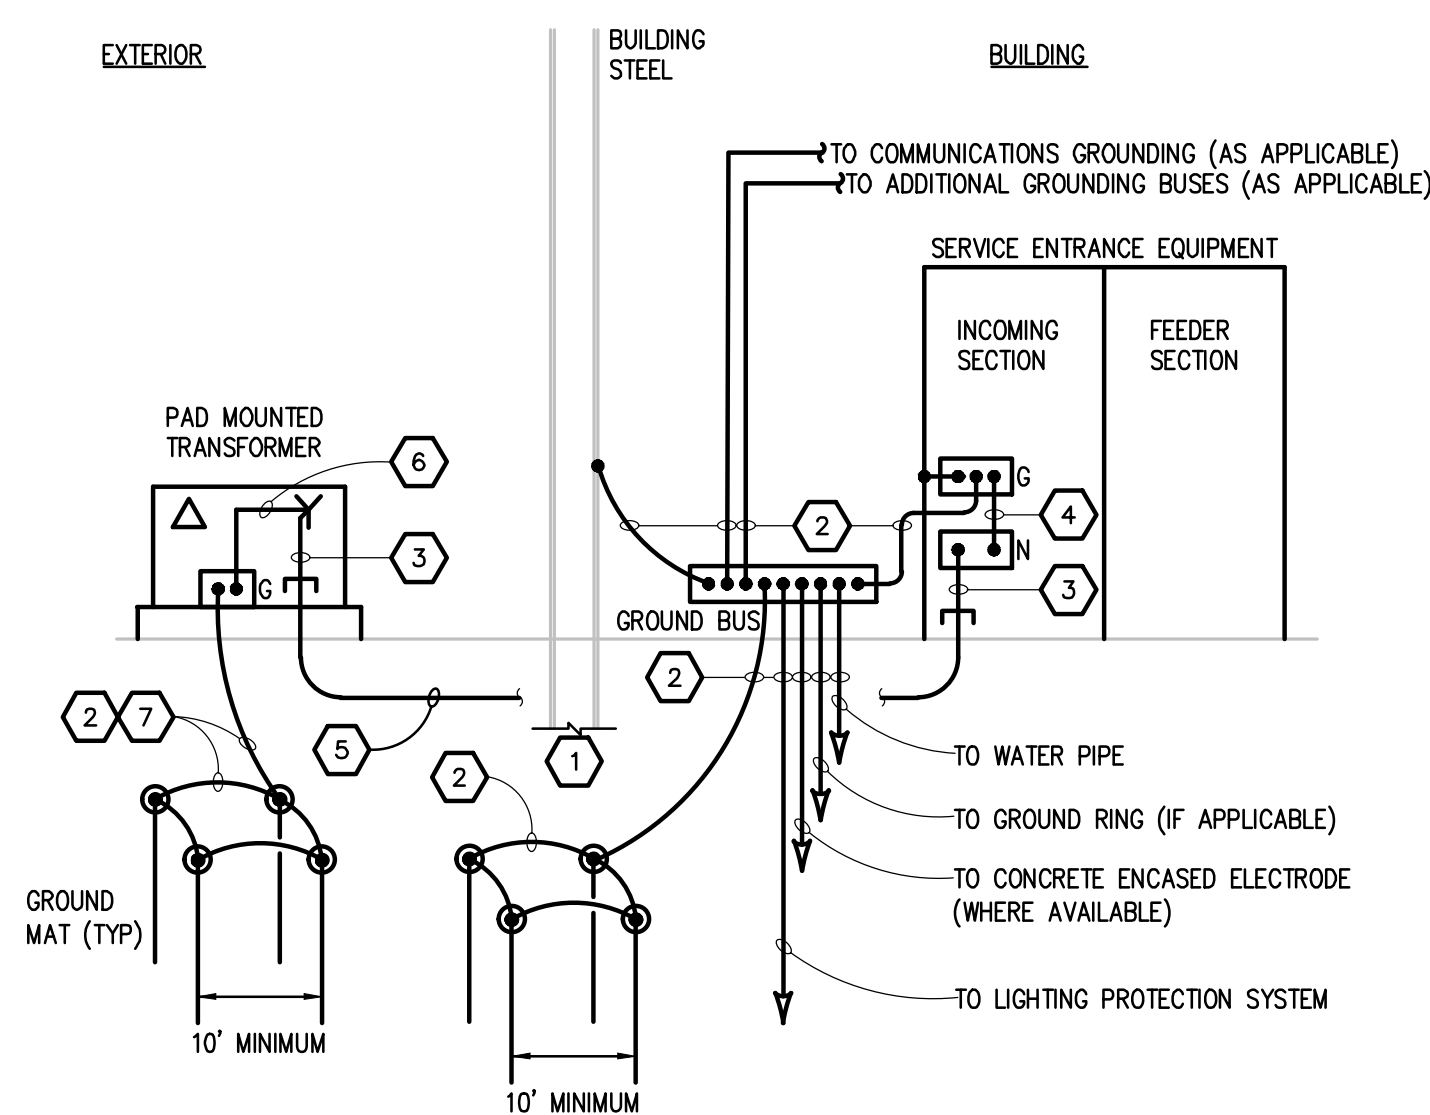 EXTERIOR
BUILDING
STEEL
BUILDING
TO COMMUNICATIONS GROUNDING (AS APPLICABLE)
TO ADDITIONAL GROUNDING BUSES (AS APPLICABLE)
SERVICE ENTRANCE EQUIPMENT
INCOMING
SECTION
FEEDER
SECTION
PAD MOUNTED
TRANSFORMER
6
G
4
2
3
N
G
3
GROUND BUS
2
2 7
5
1
2
TO WATER PIPE
TO GROUND RING (IF APPLICABLE)
TO CONCRETE ENCASED ELECTRODE
(WHERE AVAILABLE)
GROUND
MAT (TYP)
TO LIGHTING PROTECTION SYSTEM
10' MINIMUM
10' MINIMUM